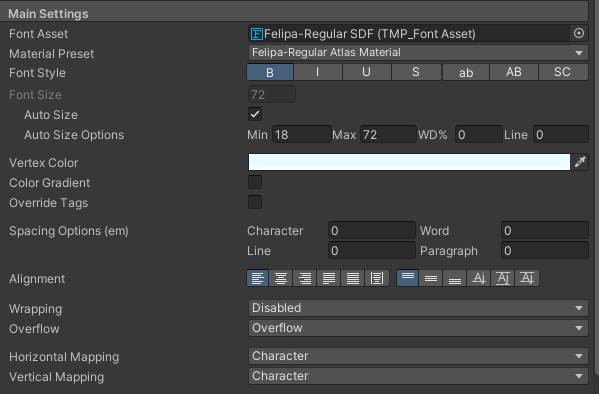 Main Settings
Font Asset Felipa-Regular SDF (TMP_Font Asset)
Material Preset Felipa-Regular Atlas Material
Font Style B I U S ab AB SC
Font Size 72
Auto Size
Auto Size Options Min 18 Max 72 WD% 0 Line 0
Vertex Color
Color Gradient
Override Tags
Spacing Options (em) Character 0 Word 0
Line 0 Paragraph 0
Alignment
Wrapping Disabled
Overflow Overflow
Horizontal Mapping Character
Vertical Mapping Character